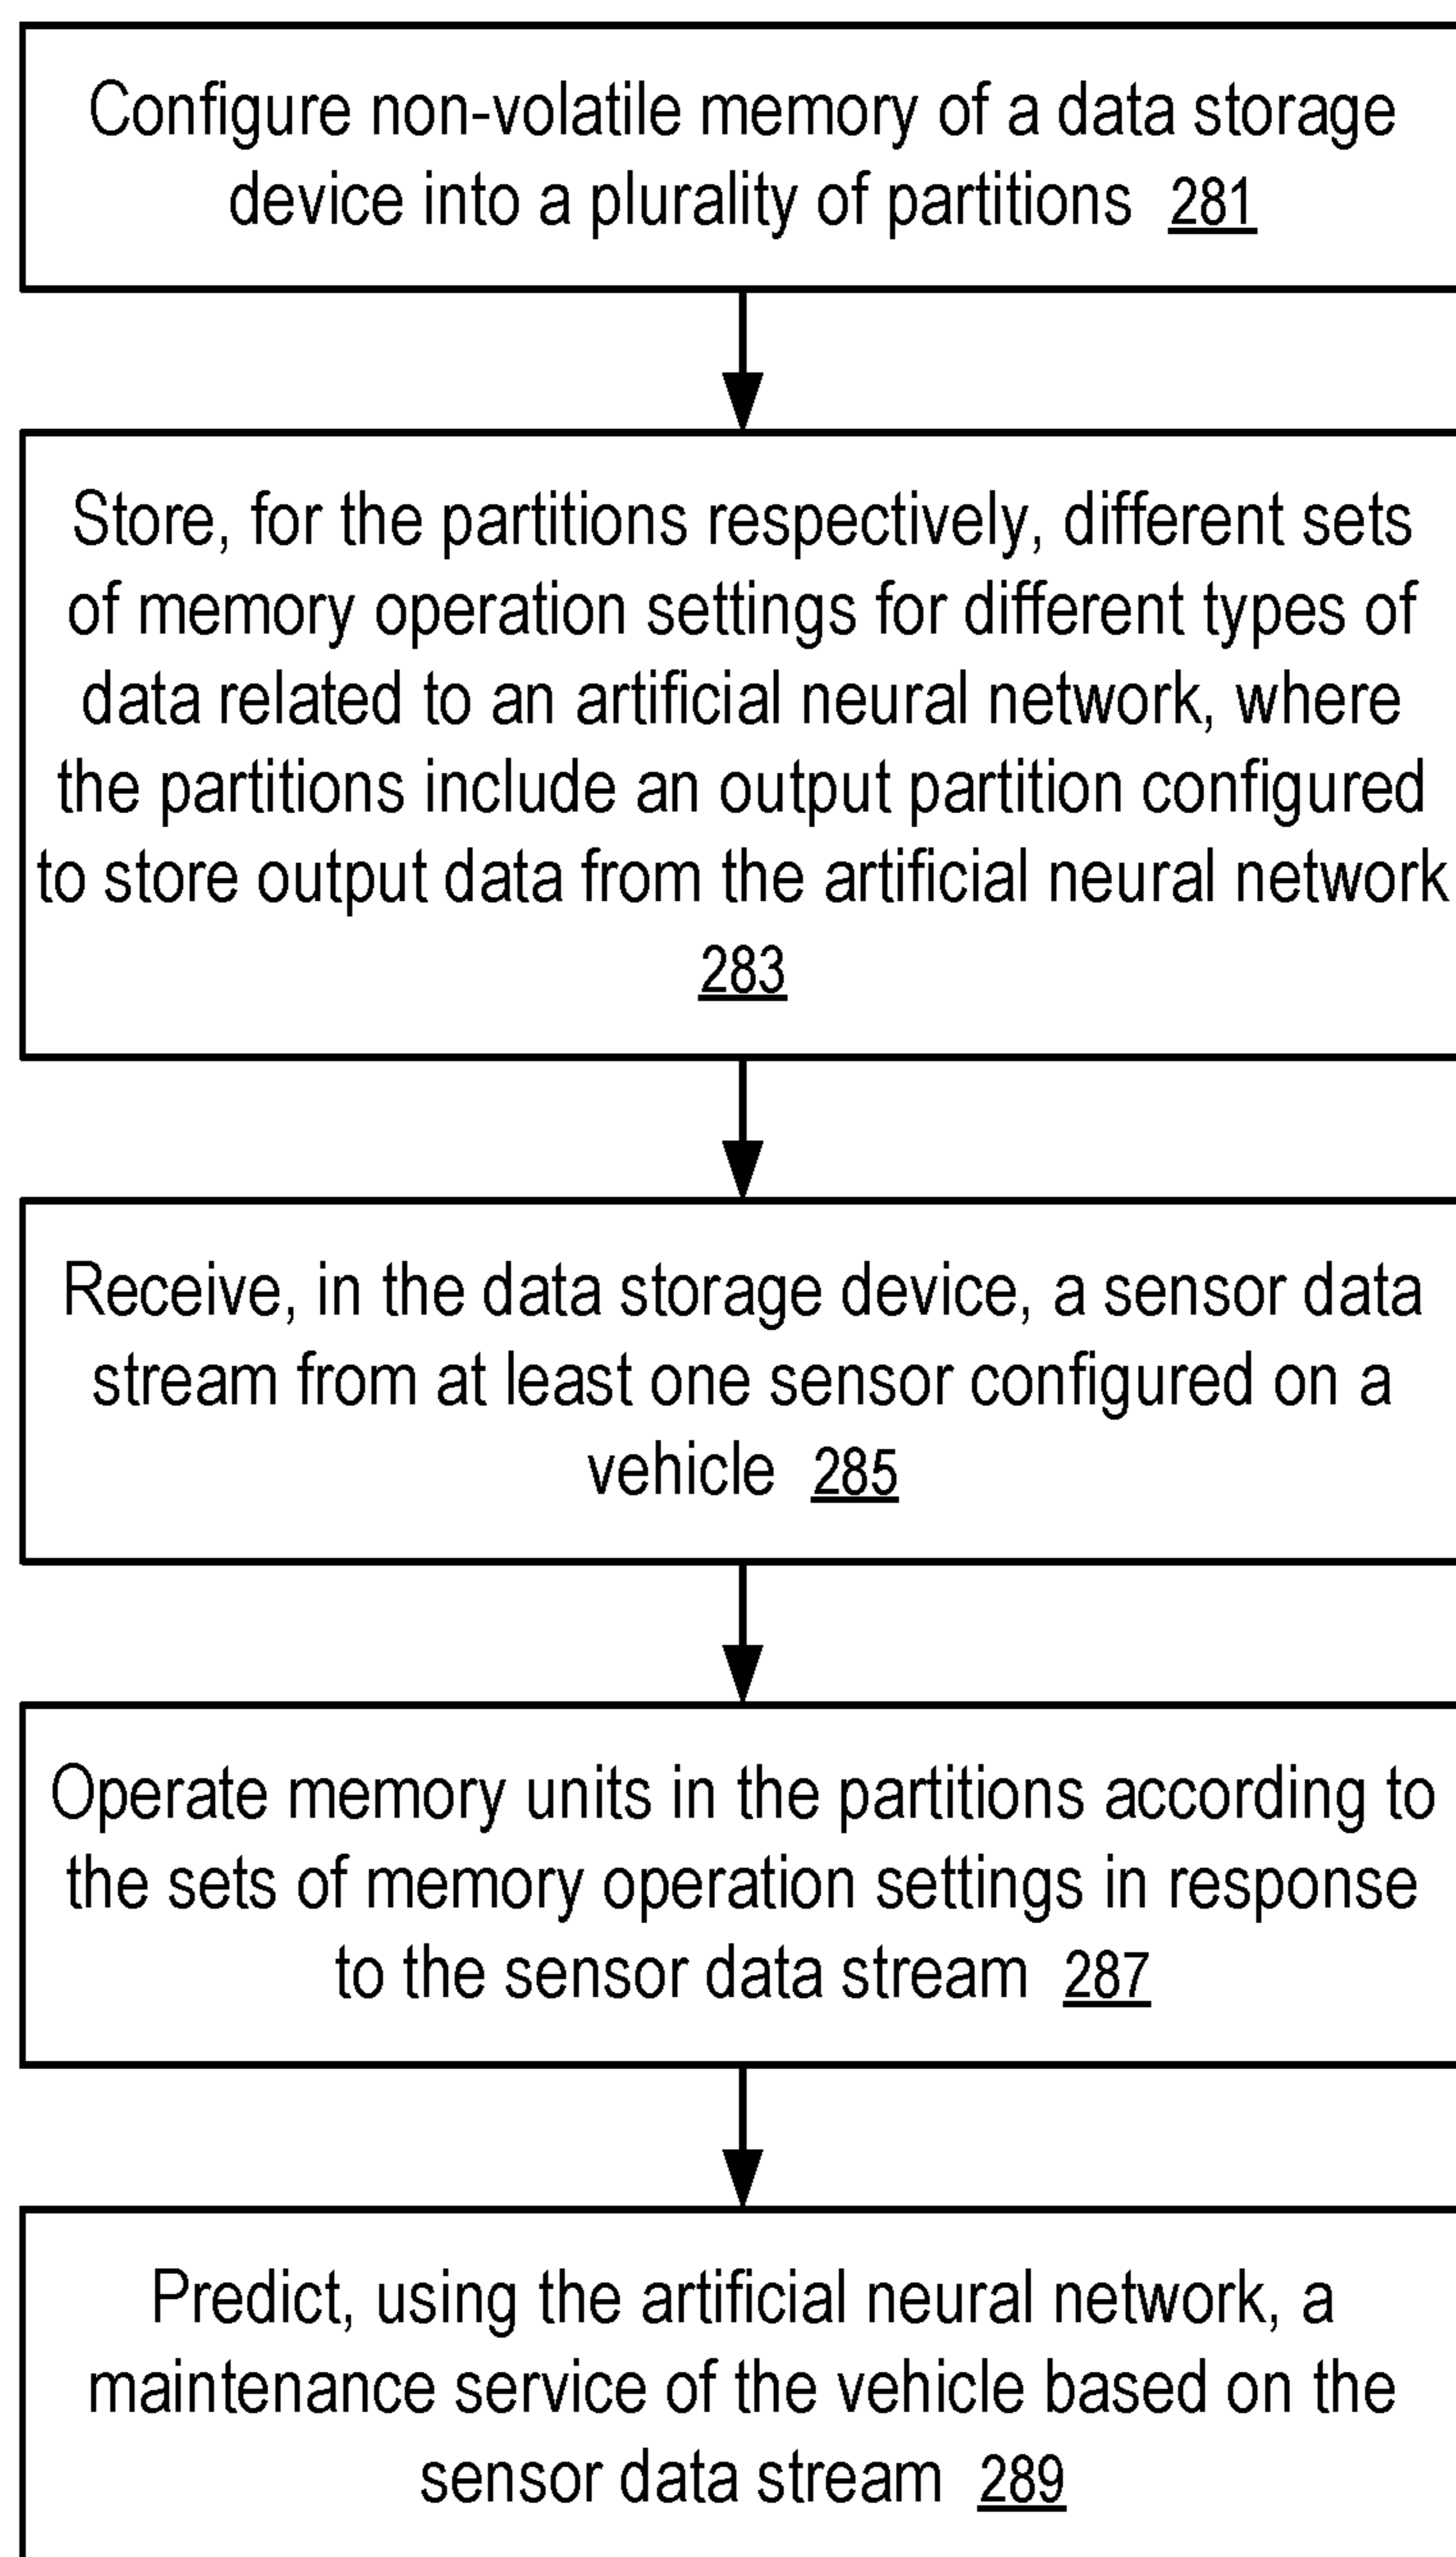 Configure non-volatile memory of a data storage
device into a plurality of partitions 281
Store, for the partitions respectively, different sets
of memory operation settings for different types of
data related to an artificial neural network, where
the partitions include an output partition configured
to store output data from the artificial neural network
283
Receive, in the data storage device, a sensor data
stream from at least one sensor configured on a
vehicle 285
Operate memory units in the partitions according to
the sets of memory operation settings in response
to the sensor data stream 287
Predict, using the artificial neural network, a
maintenance service of the vehicle based on the
sensor data stream 289